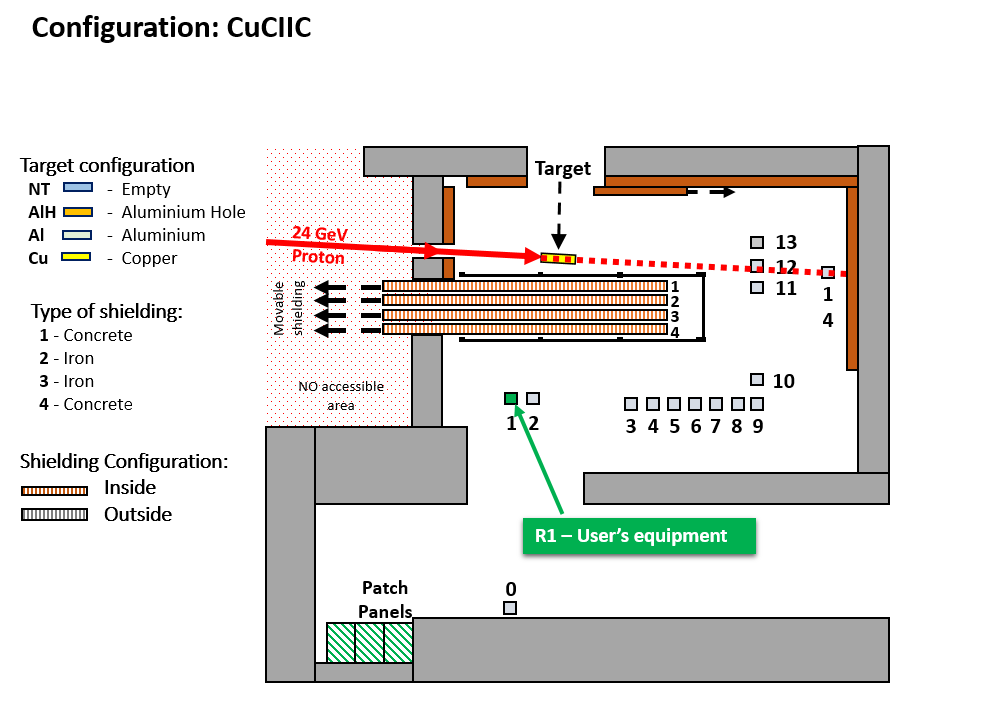 Configuration: CuCIIC
Target configuration
NT - Empty
AlH - Aluminium Hole
Al - Aluminium
Cu - Copper
Type of shielding:
1 - Concrete
2 - Iron
3 - Iron
4 - Concrete
Shielding Configuration:
Inside
Outside
Target
24 GeV
Proton
Movable
shielding
1
2
3
4
NO accessible
area
13
12
11
1
4
10
1 2
3 4 5 6 7 8 9
R1 – User's equipment
0
Patch
Panels